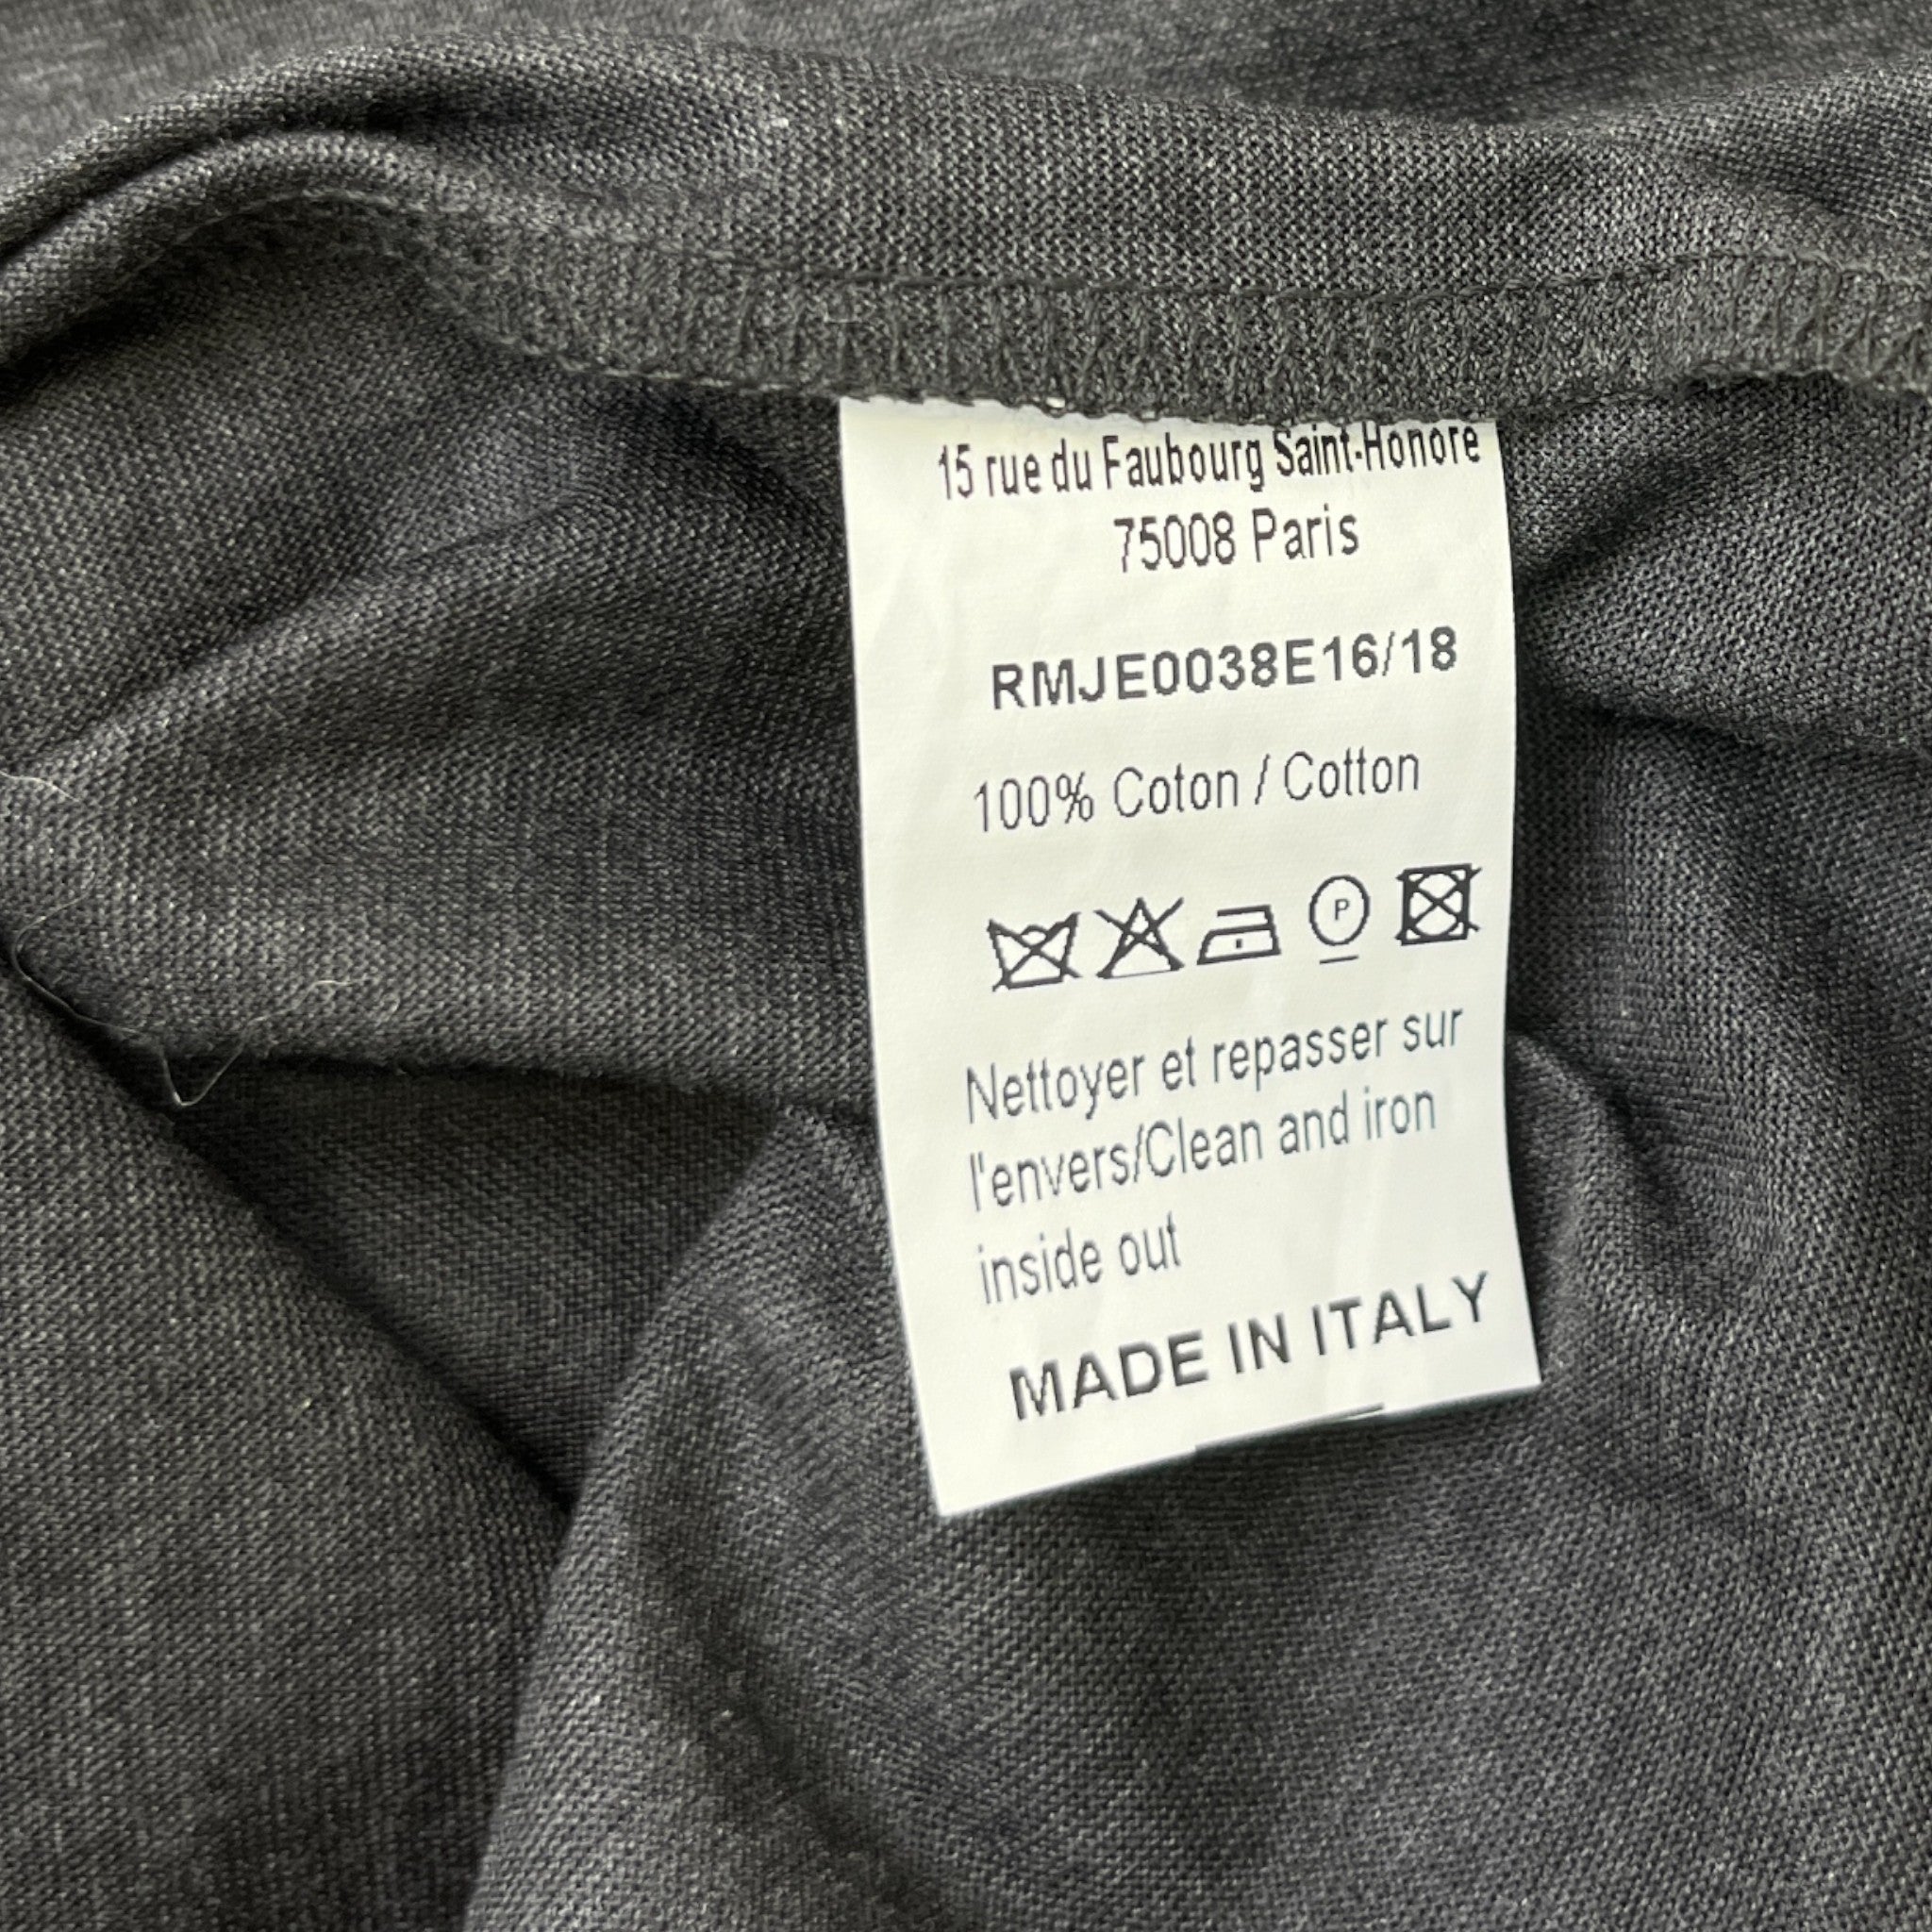 15 rue du Faubourg Saint-Honore
75008 Paris
RMJE0038E16/18
100% Coton / Cotton
P
Nettoyer et repasser sur
l'envers/Clean and iron
inside out
MADE IN ITALY